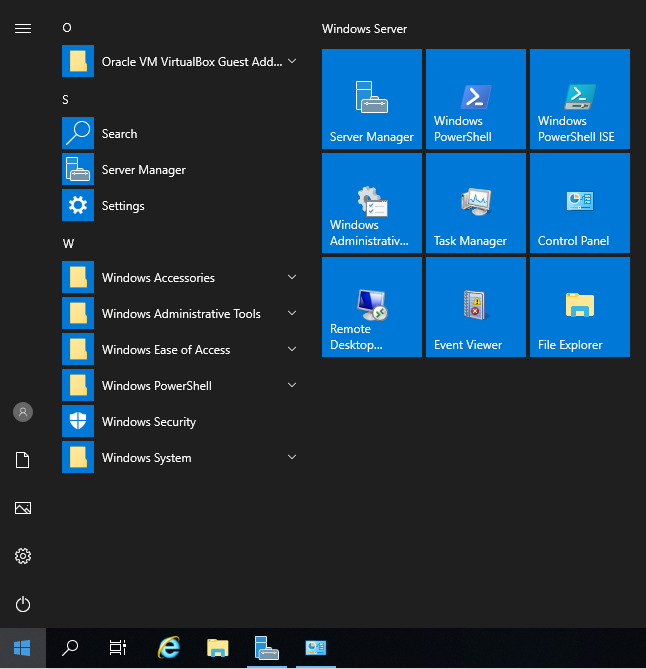 O
Oracle VM VirtualBox Guest Add...
S
Search
Server Manager
Settings
W
Windows Accessories
Windows Administrative Tools
Windows Ease of Access
Windows PowerShell
Windows Security
Windows System
Windows Server
Server Manager
Windows
PowerShell
Windows
PowerShell ISE
Windows
Administrativ...
Task Manager
Control Panel
Remote
Desktop...
Event Viewer
File Explorer